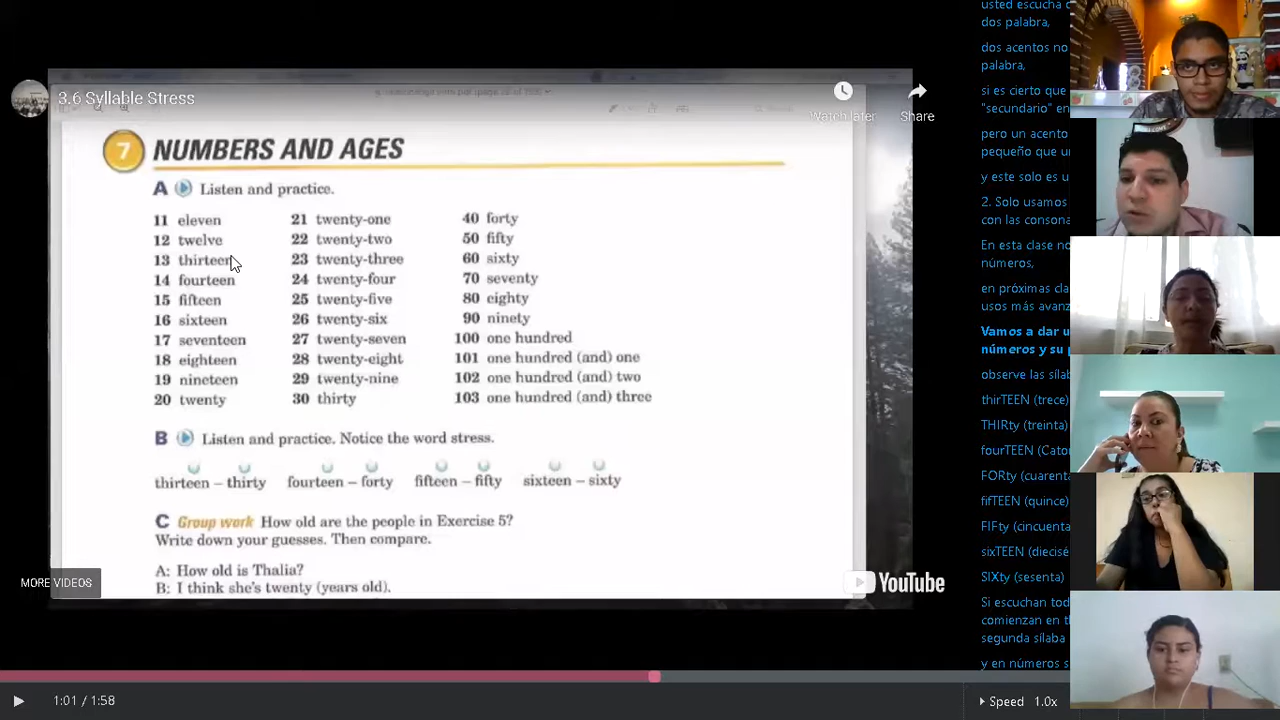 3.6 Syllable Stress
Watch later
Share
7 NUMBERS AND AGES
A Listen and practice.
11 eleven
12 twelve
13 thirteen
14 fourteen
15 fifteen
16 sixteen
17 seventeen
18 eighteen
19 nineteen
20 twenty
21 twenty-one
22 twenty-two
23 twenty-three
24 twenty-four
25 twenty-five
26 twenty-six
27 twenty-seven
28 twenty-eight
29 twenty-nine
30 thirty
40 forty
50 fifty
60 sixty
70 seventy
80 eighty
90 ninety
100 one hundred
101 one hundred (and) one
102 one hundred (and) two
103 one hundred (and) three
B Listen and practice. Notice the word stress.
thirteen – thirty fourteen – forty fifteen – fifty sixteen – sixty
C Group work How old are the people in Exercise 5?
Write down your guesses. Then compare.
A: How old is Thalia?
B: I think she's twenty (years old).
MORE VIDEOS
YouTube
1:01 / 1:58
Speed 1.0x
usted escucha
dos palabra,
dos acentos no
palabra,
si es cierto que
"secundario" en
pero un acento
pequeño que
y este solo es
2. Solo usamos
con las consona
En esta clase
números,
en próximas
usos más
Vamos a dar
números y su
observe las
thirTEEN (trece)
THIRty (treinta)
fourTEEN
FORty
fifTEEN (quince)
FIFty
sixTEEN
SIXty (sesenta)
Si escuchan
comienzan en
segunda sílaba
y en números